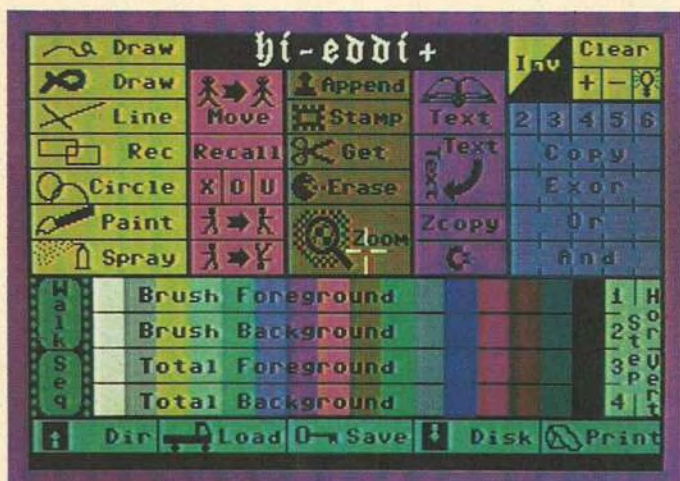 hi-eddi+
Draw
Draw
Line
Rec
Circle
Paint
Spray
Move
Recall
X O U
Append
Stamp
Get
Erase
Zoom
Text
Text
Text
Zcopy
C
Inv
Clear
+ -
2 3 4 5 6
Copy
Exor
Or
And
Walk
Seq
Brush Foreground
Brush Background
Total Foreground
Total Background
1
2
3
4
Step
Hor
Vert
Dir
Load
Save
Disk
Print